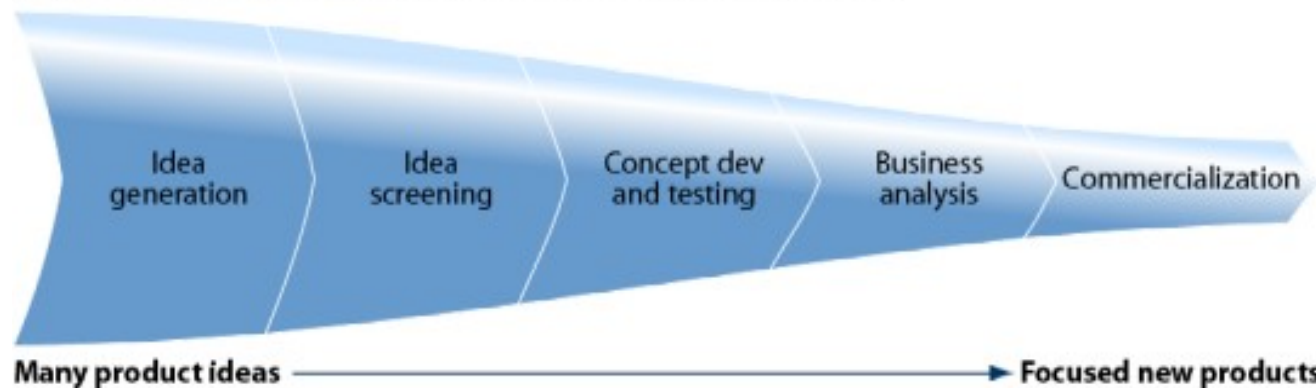 Idea
generation
Idea
screening
Concept dev
and testing
Business
analysis
Commercialization
Many product ideas
Focused new products